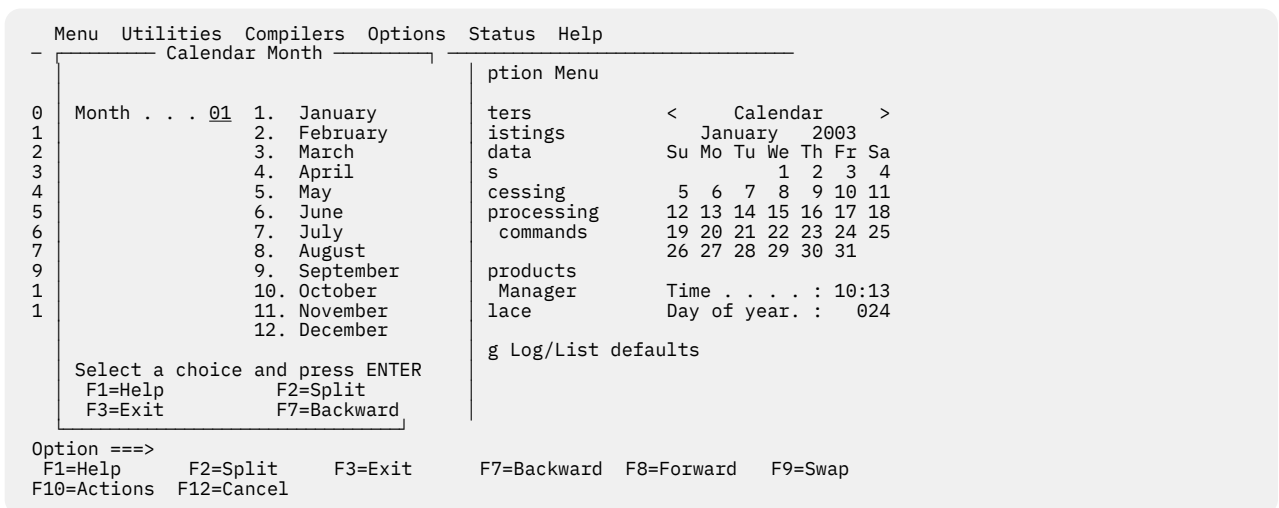 Menu  Utilities  Compilers  Options  Status  Help
Calendar Month
ption Menu
0  Month . . . 01  1.  January  ters  <  Calendar  >
1  2.  February  istings  January  2003
2  3.  March  data  Su Mo Tu We Th Fr Sa
3  4.  April  s  1  2  3  4
4  5.  May  cessing  5  6  7  8  9 10 11
5  6.  June  processing  12 13 14 15 16 17 18
6  7.  July  commands  19 20 21 22 23 24 25
7  8.  August  26 27 28 29 30 31
9  9.  September  products
1  10. October  Manager  Time . . . . : 10:13
1  11. November  lace  Day of year. :  024
12. December
g Log/List defaults
Select a choice and press ENTER
F1=Help  F2=Split
F3=Exit  F7=Backward
Option ===>
F1=Help  F2=Split  F3=Exit  F7=Backward  F8=Forward  F9=Swap
F10=Actions  F12=Cancel